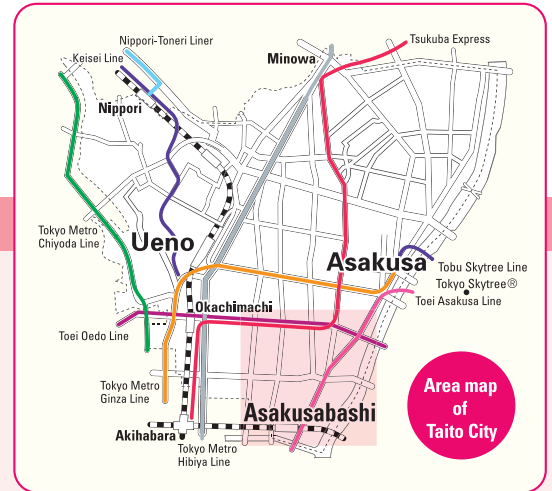 Nippori-Toneri Liner
Keisei Line
Minowa
Tsukuba Express
Nippori
Tokyo Metro
Chiyoda Line
Ueno
Asakusa
Tobu Skytree Line
Tokyo Skytree®
Toei Asakusa Line
Okachimachi
Toei Oedo Line
Tokyo Metro
Ginza Line
Asakusabashi
Akihabara
Tokyo Metro
Hibiya Line
Area map
of
Taito City